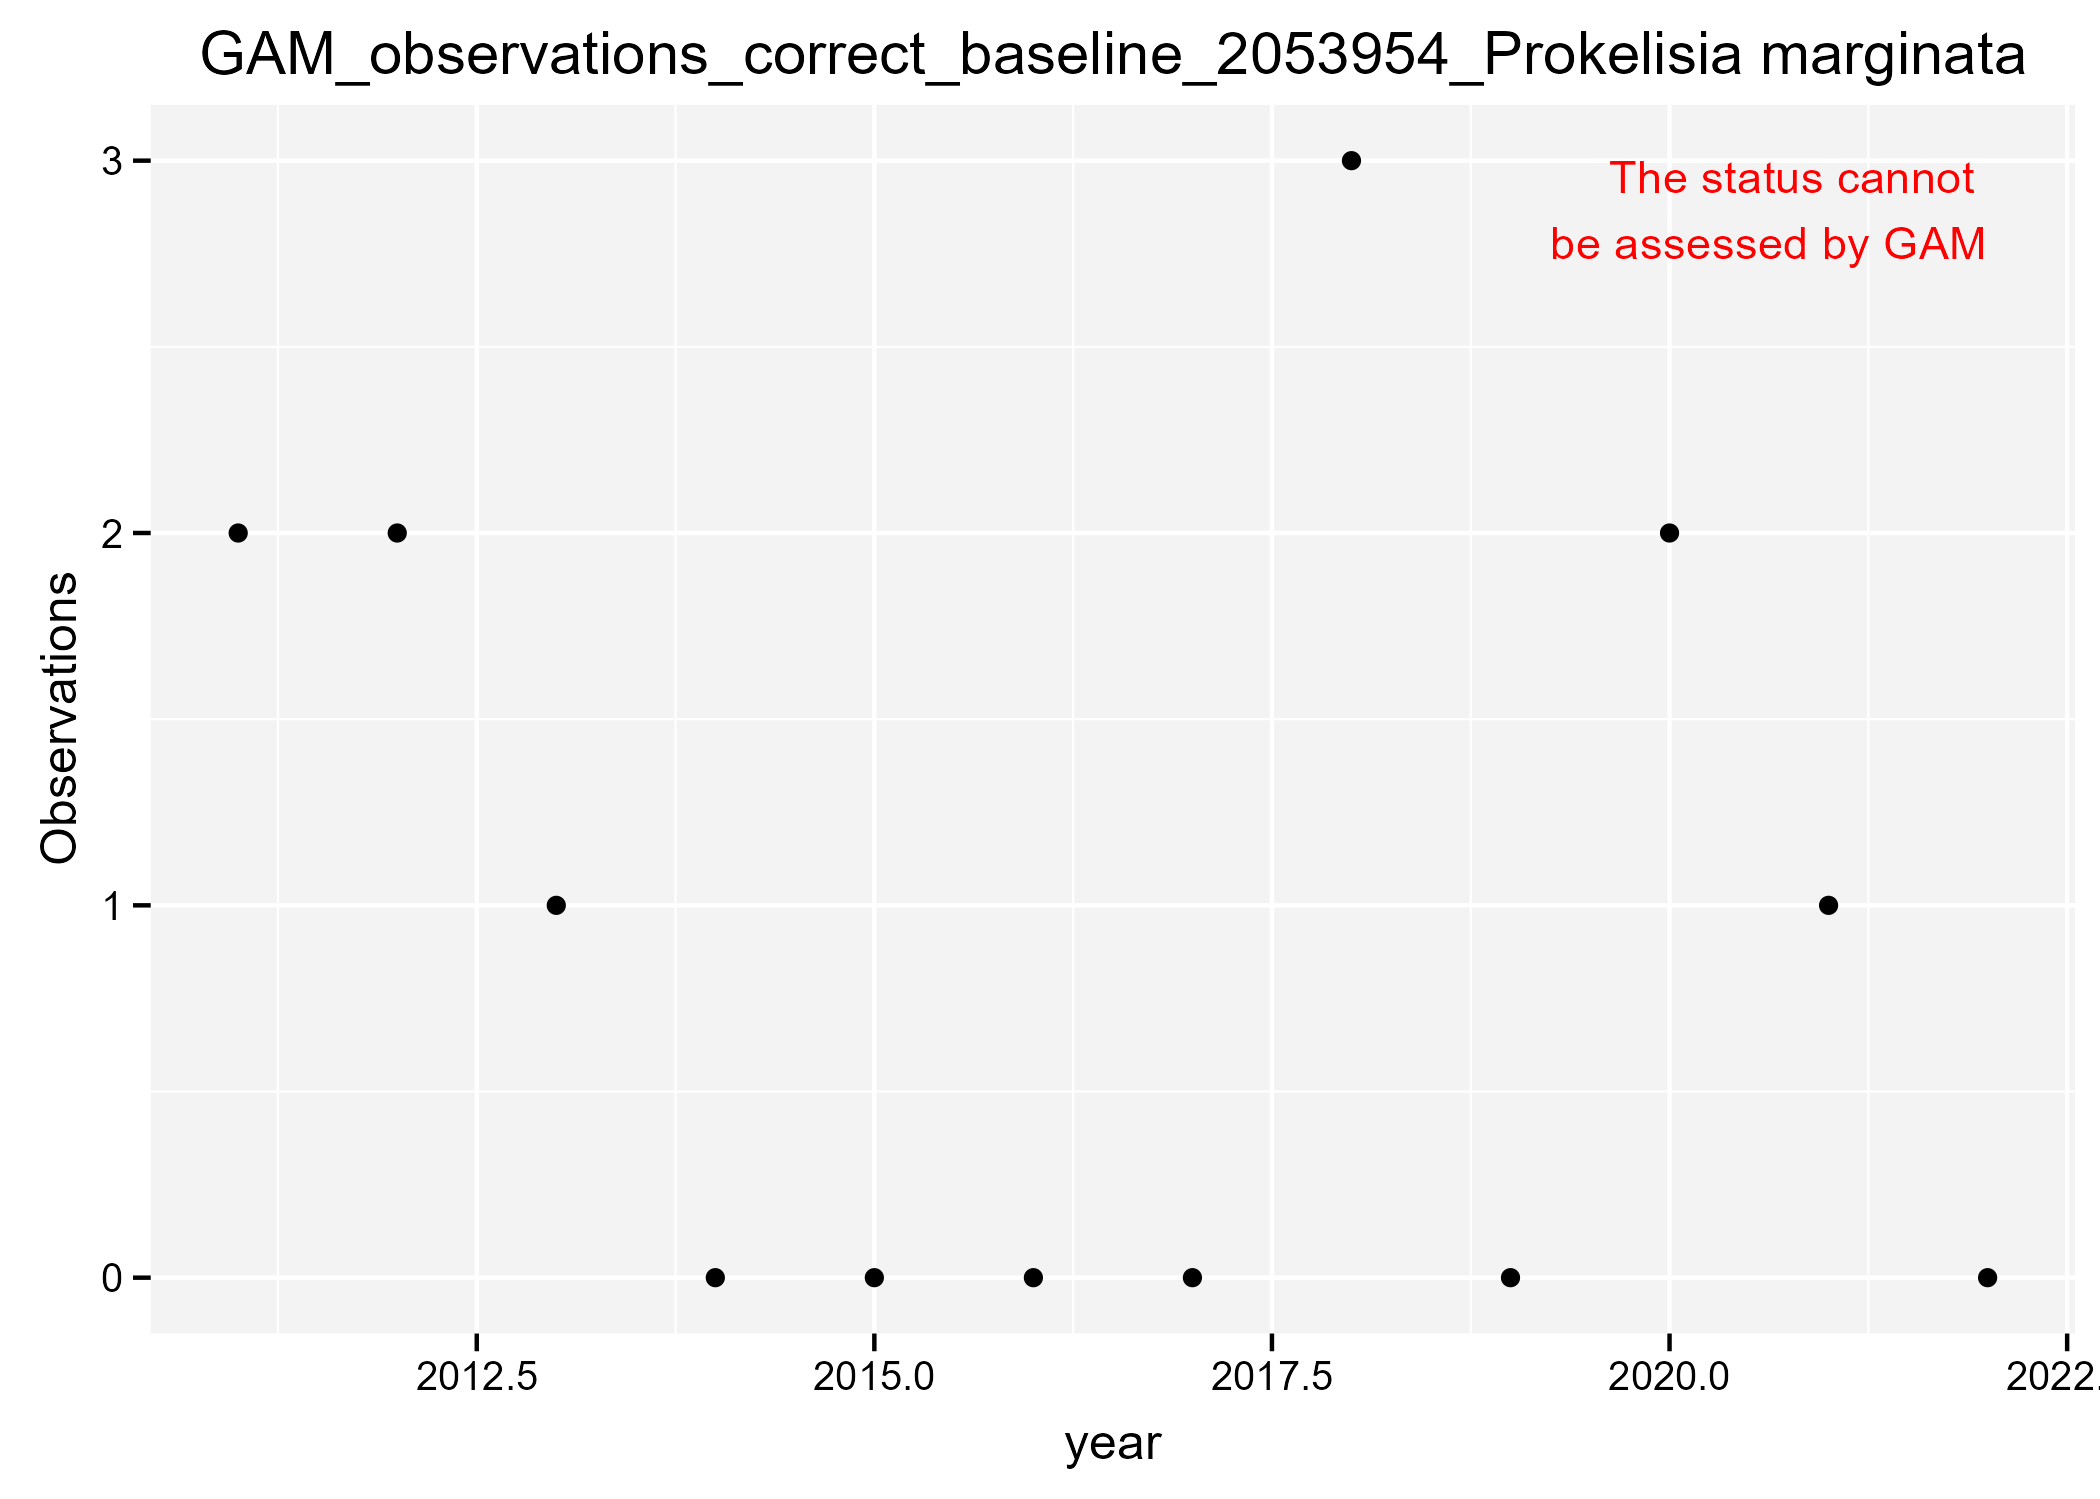 GAM_observations_correct_baseline_2053954_Prokelisia marginata
3
The status cannot
be assessed by GAM
2
Observations
1
0
2012.5
2015.0
2017.5
2020.0
2022.
year